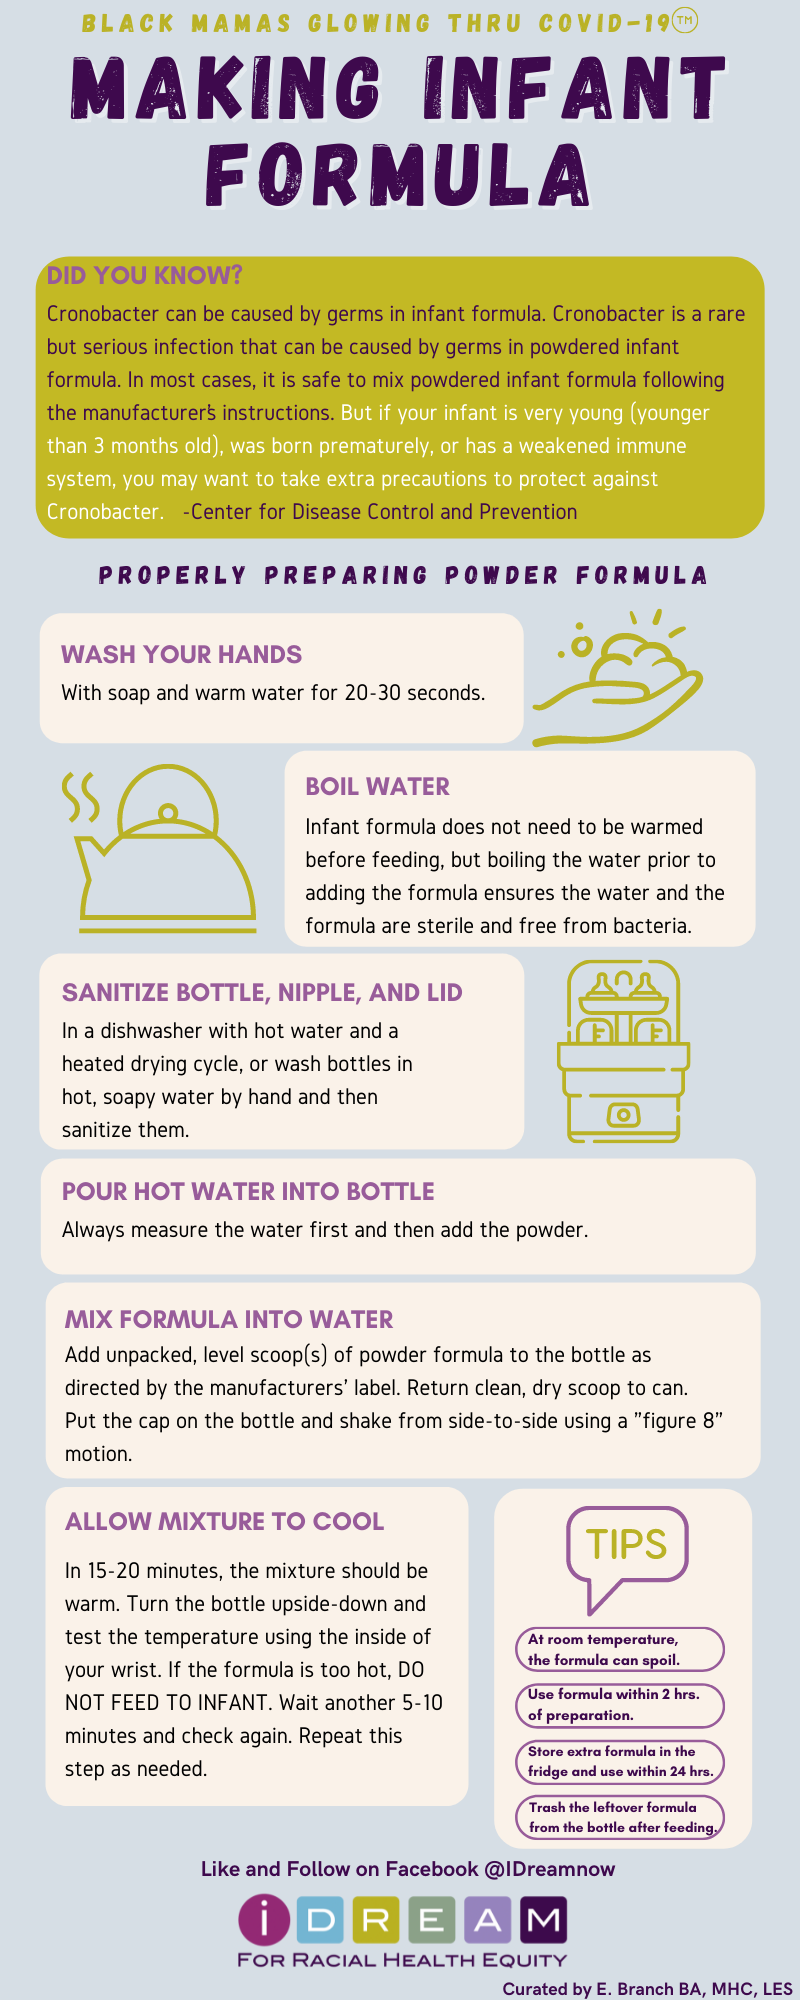 BLACK MAMAS GLOWING THRU COVID-19™
MAKING INFANT
FORMULA
DID YOU KNOW?
Cronobacter can be caused by germs in infant formula. Cronobacter is a rare
but serious infection that can be caused by germs in powdered infant
formula. In most cases, it is safe to mix powdered infant formula following
the manufacturer's instructions. But if your infant is very young (younger
than 3 months old), was born prematurely, or has a weakened immune
system, you may want to take extra precautions to protect against
Cronobacter. -Center for Disease Control and Prevention
PROPERLY PREPARING POWDER FORMULA
WASH YOUR HANDS
With soap and warm water for 20-30 seconds.
BOIL WATER
Infant formula does not need to be warmed
before feeding, but boiling the water prior to
adding the formula ensures the water and the
formula are sterile and free from bacteria.
SANITIZE BOTTLE, NIPPLE, AND LID
In a dishwasher with hot water and a
heated drying cycle, or wash bottles in
hot, soapy water by hand and then
sanitize them.
POUR HOT WATER INTO BOTTLE
Always measure the water first and then add the powder.
MIX FORMULA INTO WATER
Add unpacked, level scoop(s) of powder formula to the bottle as
directed by the manufacturers' label. Return clean, dry scoop to can.
Put the cap on the bottle and shake from side-to-side using a "figure 8"
motion.
ALLOW MIXTURE TO COOL
In 15-20 minutes, the mixture should be
warm. Turn the bottle upside-down and
test the temperature using the inside of
your wrist. If the formula is too hot, DO
NOT FEED TO INFANT. Wait another 5-10
minutes and check again. Repeat this
step as needed.
TIPS
At room temperature,
the formula can spoil.
Use formula within 2 hrs.
of preparation.
Store extra formula in the
fridge and use within 24 hrs.
Trash the leftover formula
from the bottle after feeding.
Like and Follow on Facebook @IDreamnow
iDREAM
FOR RACIAL HEALTH EQUITY
Curated by E. Branch BA, MHC, LES